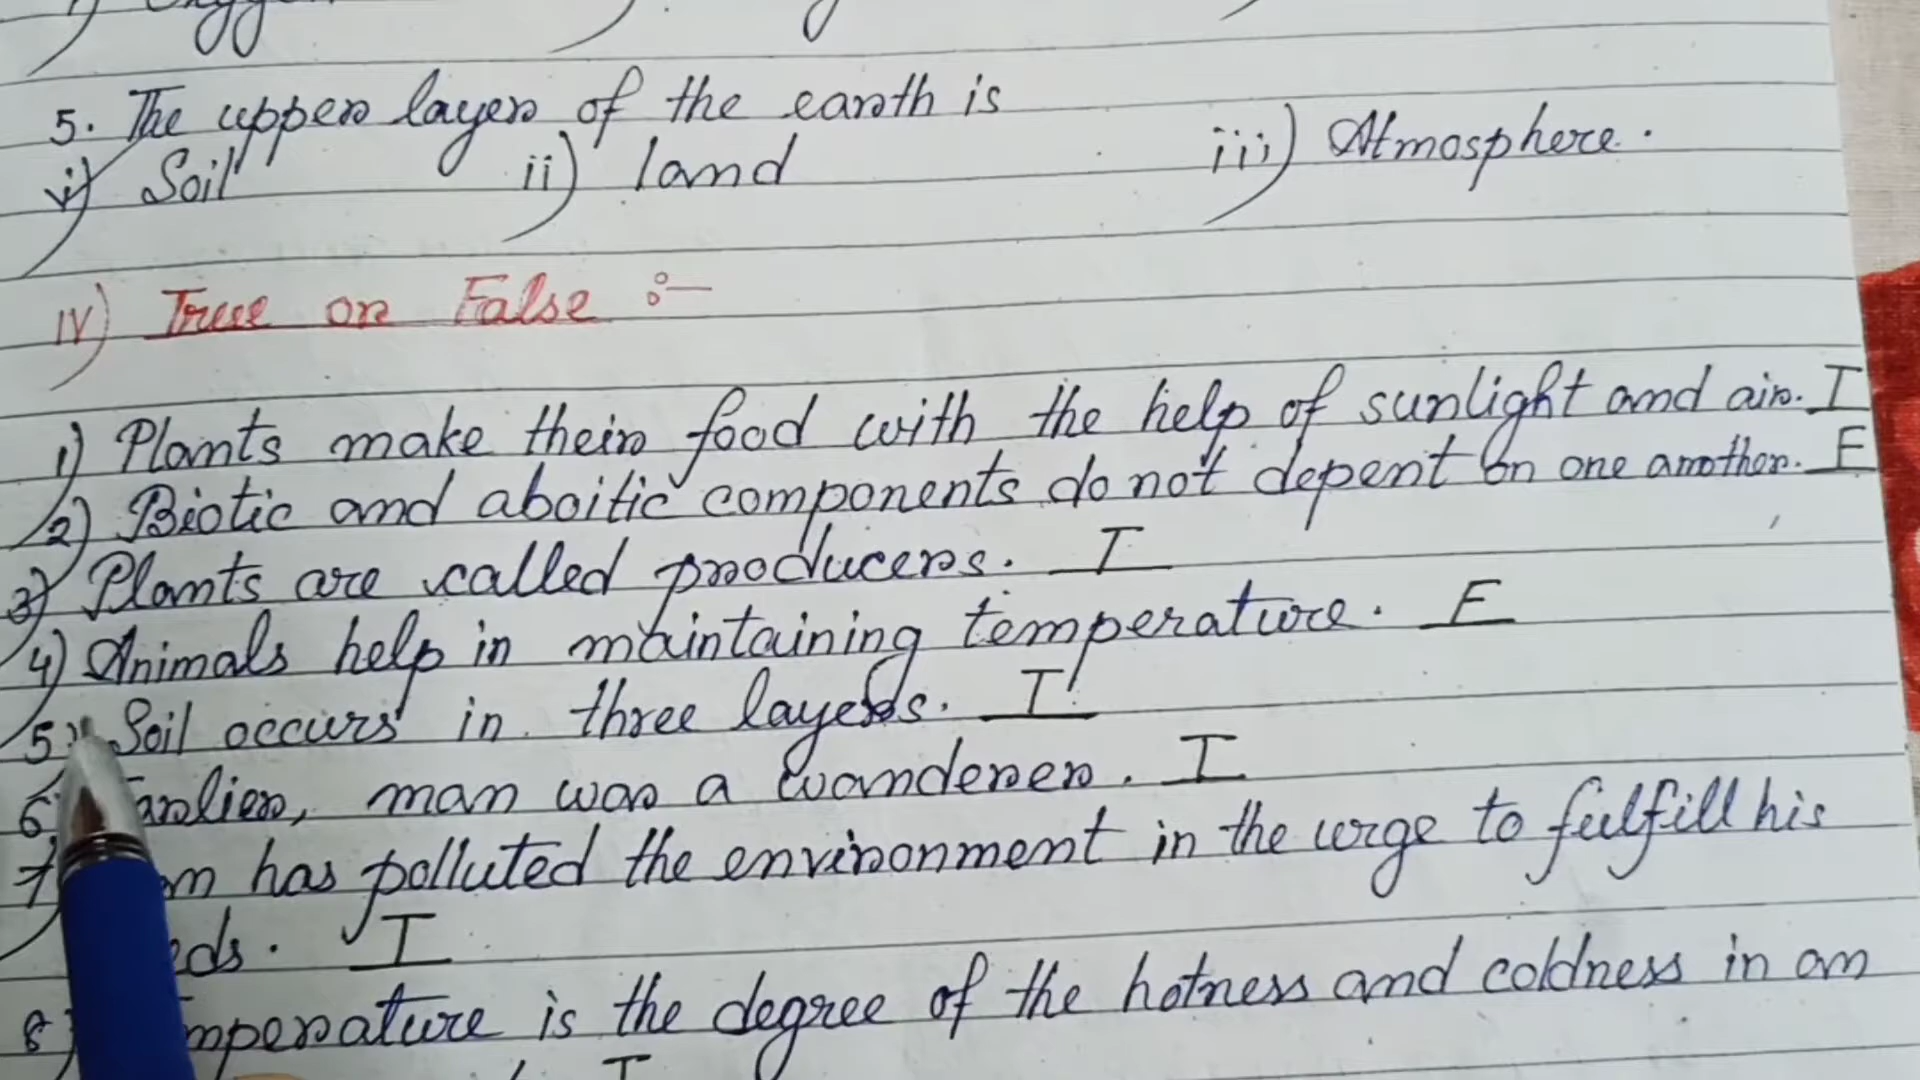 5. The upper layer of the earth is
i) Soil ii) land iii) Atmosphere.
IV) True or False :-
1) Plants make their food with the help of sunlight and air. T
2) Biotic and aboitic components do not depent on one another. F
3) Plants are called producers. T
4) Animals help in maintaining temperature. F
5) Soil occurs in three layers. T
6) man was a wanderer. T
7) has polluted the environment in the urge to fulfill his
T
8) is the degree of the hotness and coldness in an
T